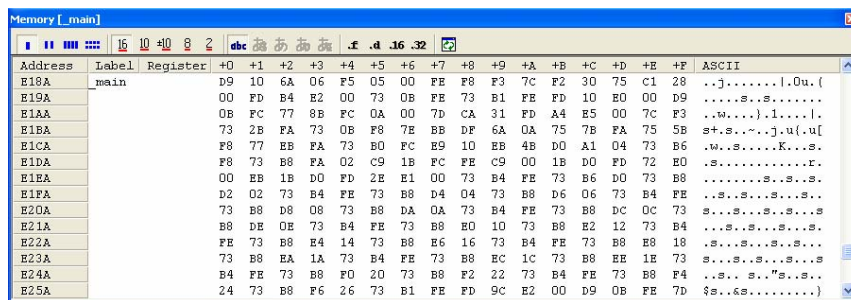 Memory [_main]
16 10 ±10 8 2 abc .f .d .16 .32
Address Label Register +0 +1 +2 +3 +4 +5 +6 +7 +8 +9 +A +B +C +D +E +F ASCII
E18A _main D9 10 6A 06 F5 05 00 FE F8 F3 7C F2 30 75 C1 28 ..j.......|.0u.(
E19A 00 FD B4 E2 00 73 0B FE 73 B1 FE FD 10 E0 00 D9 .....s..s.......
E1AA 0B FC 77 8B FC 0A 00 7D CA 31 FD A4 E5 00 7C F3 ..w....}.1....|.
E1BA 73 2B FA 73 0B F8 7E BB DF 6A 0A 75 7B FA 75 5B s+.s..~..j.u{.u[
E1CA F8 77 EB FA 73 B0 FC E9 10 EB 4B D0 A1 04 73 B6 .w..s.....K...s.
E1DA F8 73 B8 FA 02 C9 1B FC FE C9 00 1B D0 FD 72 E0 .s............r.
E1EA 00 EB 1B D0 FD 2E E1 00 73 B4 FE 73 B6 D0 73 B8 ........s..s..s.
E1FA D2 02 73 B4 FE 73 B8 D4 04 73 B8 D6 06 73 B4 FE ..s..s...s...s..
E20A 73 B8 D8 08 73 B8 DA 0A 73 B4 FE 73 B8 DC 0C 73 s...s...s..s...s
E21A B8 DE 0E 73 B4 FE 73 B8 E0 10 73 B8 E2 12 73 B4 ...s..s...s...s.
E22A FE 73 B8 E4 14 73 B8 E6 16 73 B4 FE 73 B8 E8 18 .s...s...s..s...
E23A 73 B8 EA 1A 73 B4 FE 73 B8 EC 1C 73 B8 EE 1E 73 s...s..s...s...s
E24A B4 FE 73 B8 F0 20 73 B8 F2 22 73 B4 FE 73 B8 F4 ..s.. s.."s..s..
E25A 24 73 B8 F6 26 73 B1 FE FD 9C E2 00 D9 0B FE 7D $s..&s.........}